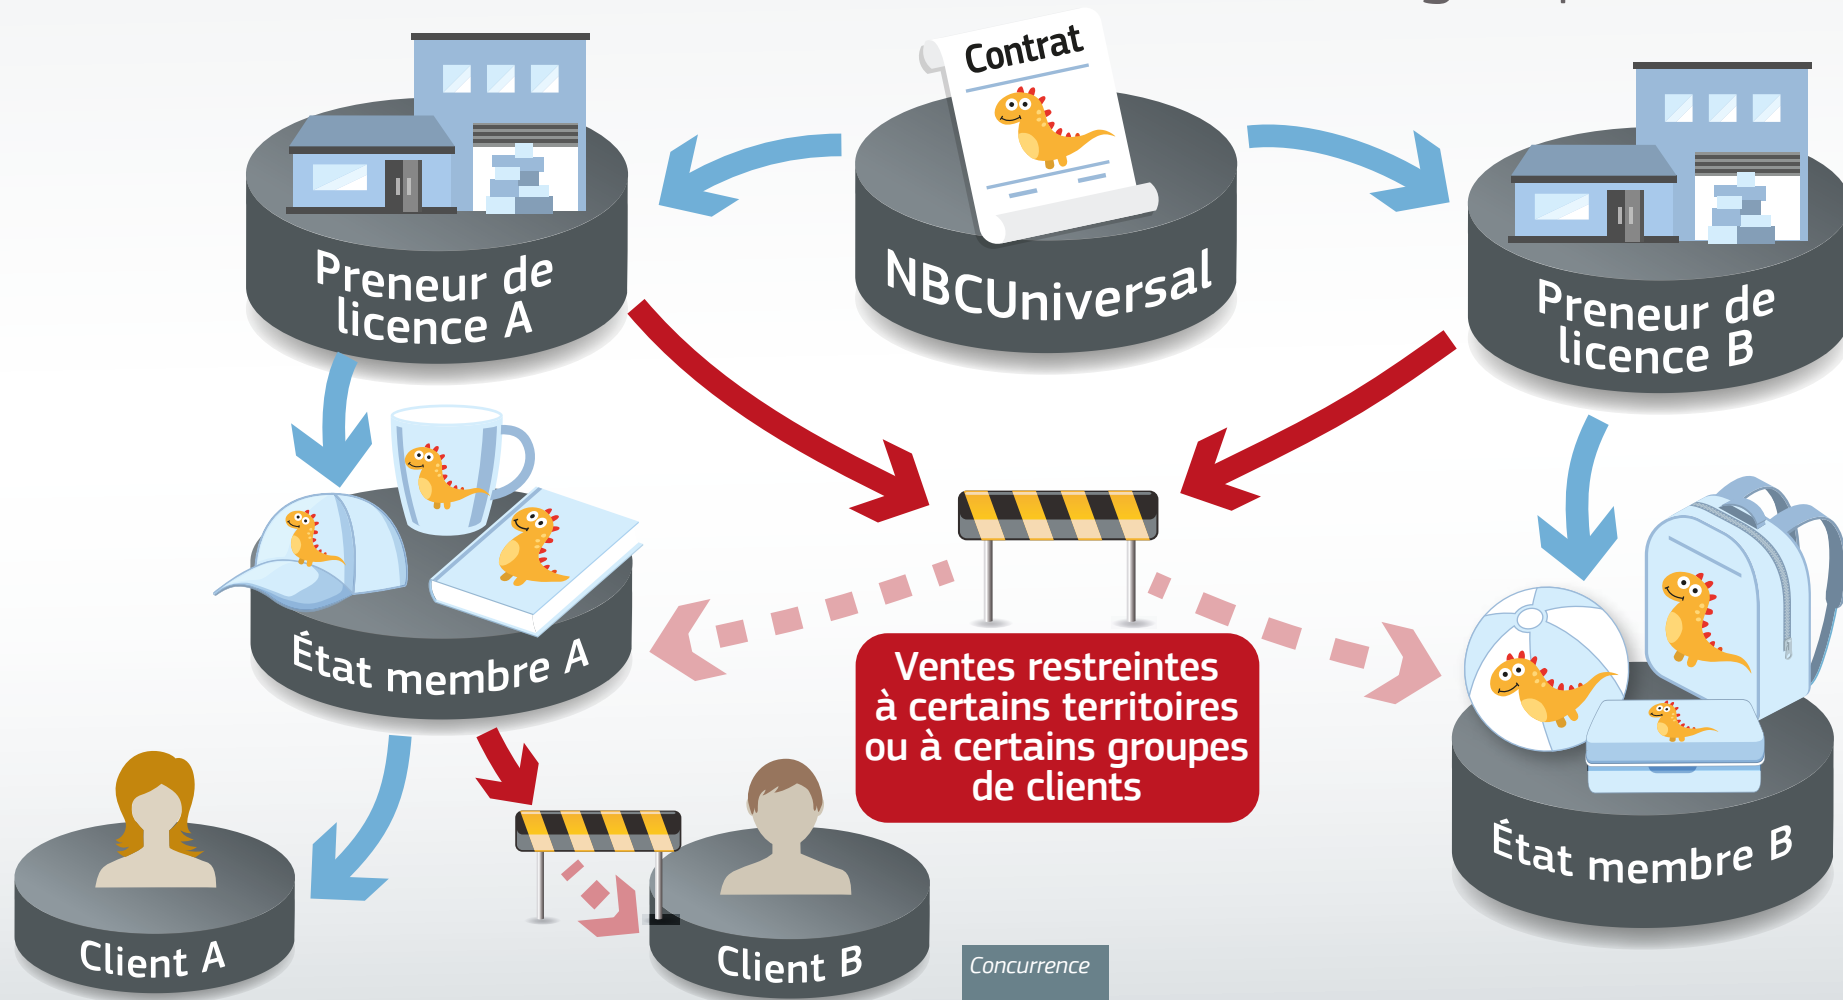 Contrat
NBCUniversal
Preneur de
licence A
Preneur de
licence B
État membre A
Ventes restreintes
à certains territoires
ou à certains groupes
de clients
État membre B
Client A
Client B
Concurrence